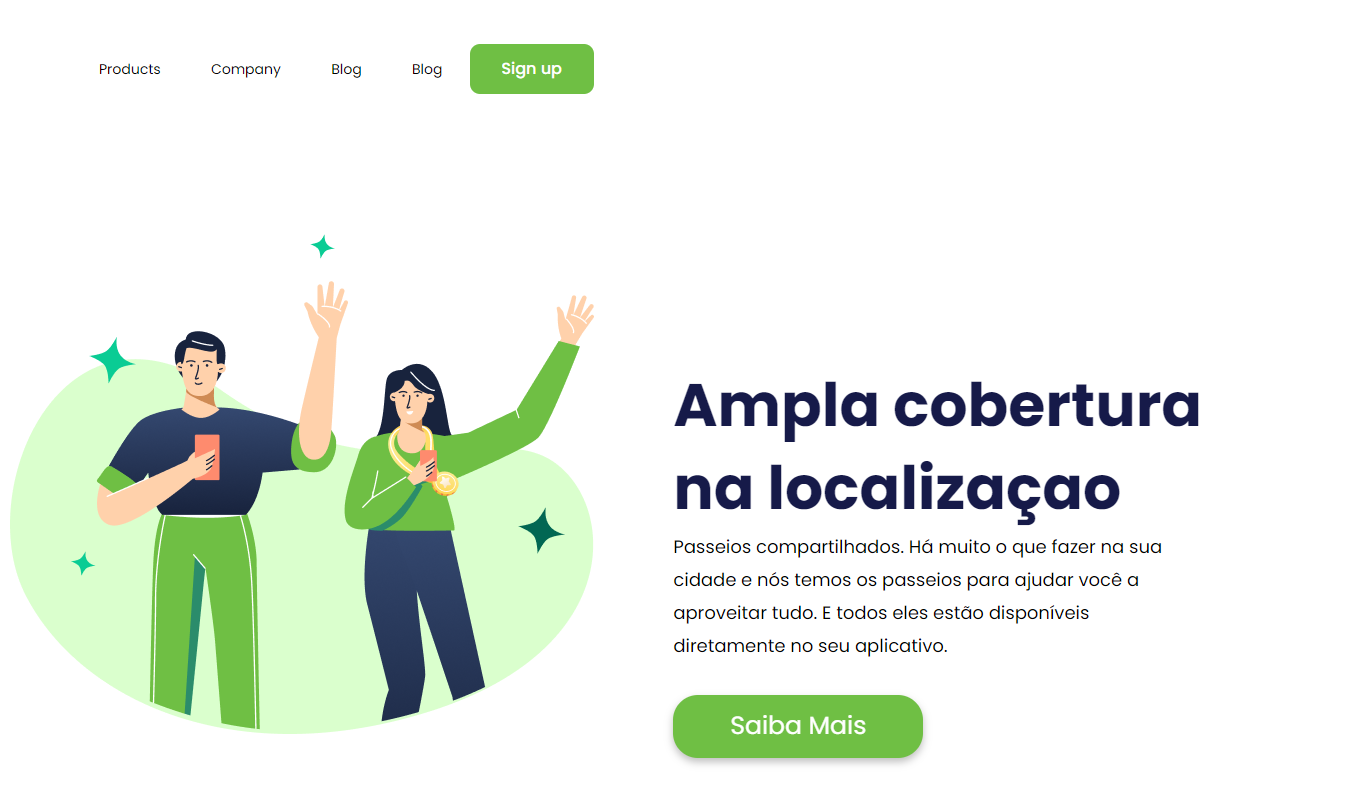 Products Company Blog Blog Sign up
Ampla cobertura
na localizaçao
Passeios compartilhados. Há muito o que fazer na sua
cidade e nós temos os passeios para ajudar você a
aproveitar tudo. E todos eles estão disponíveis
diretamente no seu aplicativo.
Saiba Mais